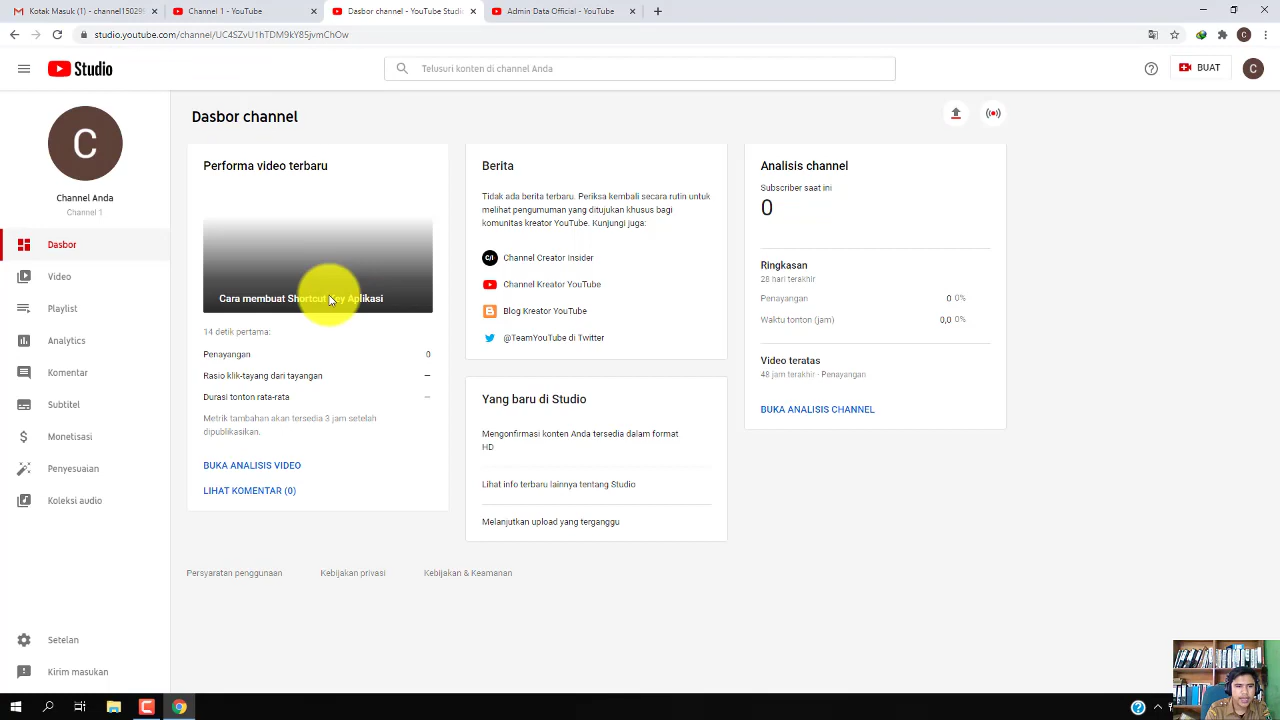 Kotak Masuk (1) - channel15029
Channel 1 - YouTube
Dasbor channel - YouTube Studio
Admin Data Official - YouTube
studio.youtube.com/channel/UC4SZvU1hTDM9kY85jvmChOw
C
Studio
Telusuri konten di channel Anda
BUAT
C
C
Channel Anda
Channel 1
Dasbor
Video
Playlist
Analytics
Komentar
Subtitel
Monetisasi
Penyesuaian
Koleksi audio
Setelan
Kirim masukan
Dasbor channel
Performa video terbaru
Cara membuat Shortcut Key Aplikasi
14 detik pertama:
Penayangan 0
Rasio klik-tayang dari tayangan –
Durasi tonton rata-rata –
Metrik tambahan akan tersedia 3 jam setelah
dipublikasikan.
BUKA ANALISIS VIDEO
LIHAT KOMENTAR (0)
Berita
Tidak ada berita terbaru. Periksa kembali secara rutin untuk
melihat pengumuman yang ditujukan khusus bagi
komunitas kreator YouTube. Kunjungi juga:
C/I Channel Creator Insider
Channel Kreator YouTube
Blog Kreator YouTube
@TeamYouTube di Twitter
Yang baru di Studio
Mengonfirmasi konten Anda tersedia dalam format
HD
Lihat info terbaru lainnya tentang Studio
Melanjutkan upload yang terganggu
Analisis channel
Subscriber saat ini
0
Ringkasan
28 hari terakhir
Penayangan 0 0%
Waktu tonton (jam) 0,0 0%
Video teratas
48 jam terakhir · Penayangan
BUKA ANALISIS CHANNEL
Persyaratan penggunaan
Kebijakan privasi
Kebijakan & Keamanan